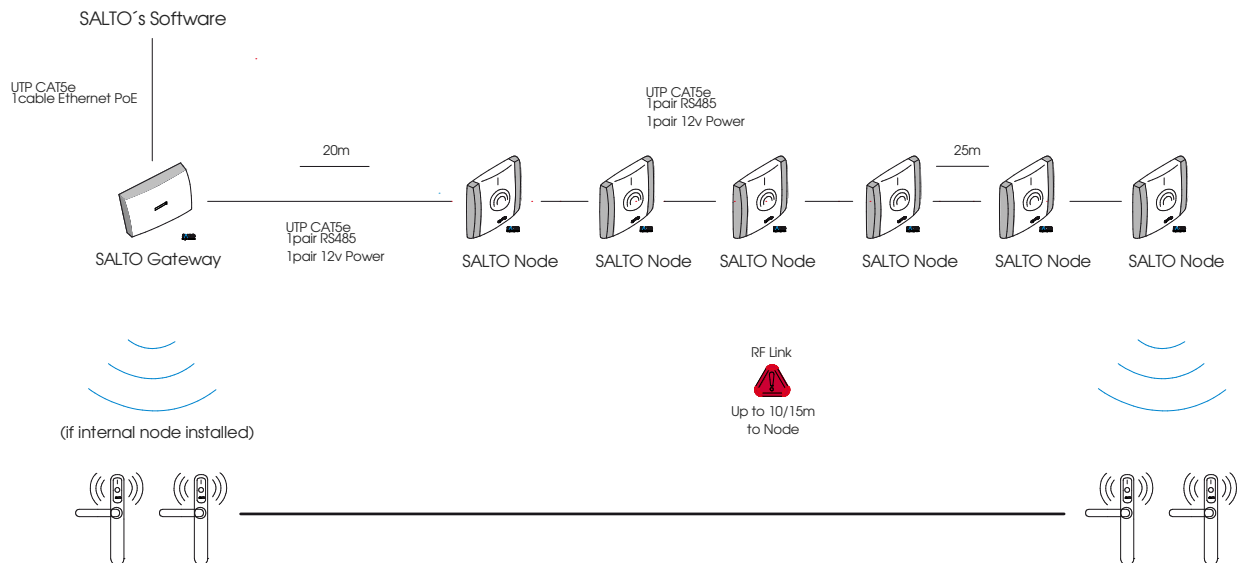 SALTO´s Software
UTP CAT5e
1cable Ethernet PoE
UTP CAT5e
1pair RS485
1pair 12v Power
20m
25m
UTP CAT5e
1pair RS485
1pair 12v Power
SALTO Gateway
SALTO Node
SALTO Node
SALTO Node
SALTO Node
SALTO Node
SALTO Node
RF Link
Up to 10/15m
to Node
(if internal node installed)